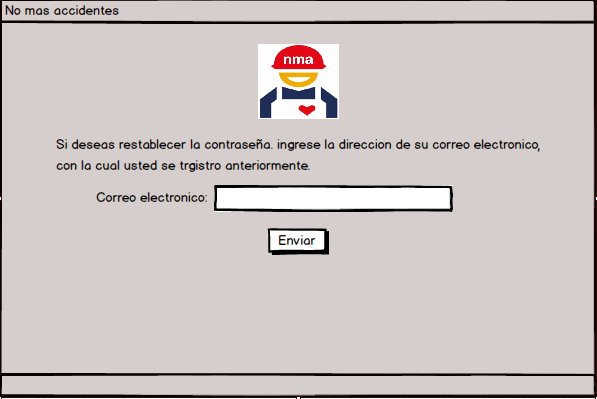 No mas accidentes
nma
Si deseas restablecer la contraseña. ingrese la direccion de su correo electronico,
con la cual usted se trgistro anteriormente.
Correo electronico:
Enviar